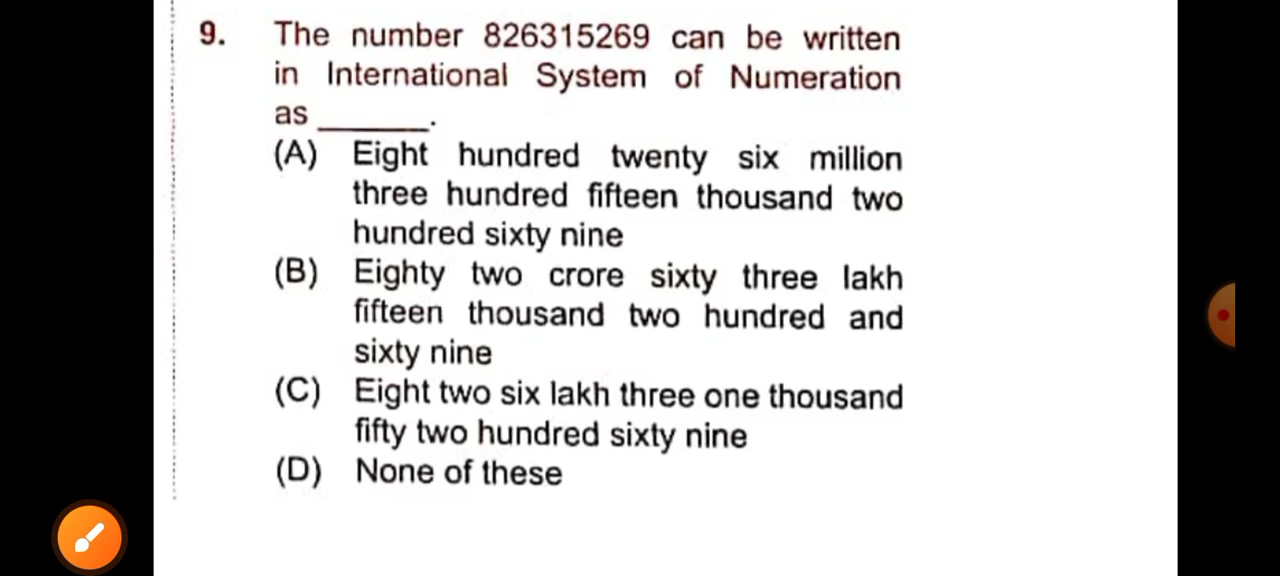 9. The number 826315269 can be written
in International System of Numeration
as ______.
(A) Eight hundred twenty six million
three hundred fifteen thousand two
hundred sixty nine
(B) Eighty two crore sixty three lakh
fifteen thousand two hundred and
sixty nine
(C) Eight two six lakh three one thousand
fifty two hundred sixty nine
(D) None of these